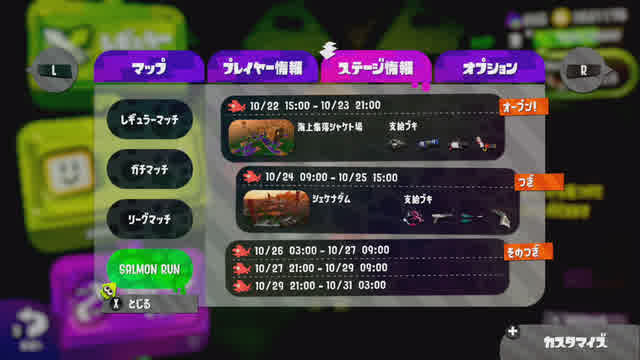 L
マップ
プレイヤー情報
ステージ情報
オプション
R
レギュラーマッチ
ガチマッチ
リーグマッチ
SALMON RUN
X とじる
10/22 15:00 - 10/23 21:00
オープン!
海上集落シャケト場
支給ブキ
10/24 09:00 - 10/25 15:00
つぎ
シェケナダム
支給ブキ
そのつぎ
10/26 03:00 - 10/27 09:00
10/27 21:00 - 10/29 09:00
10/29 21:00 - 10/31 03:00
+ カスタマイズ